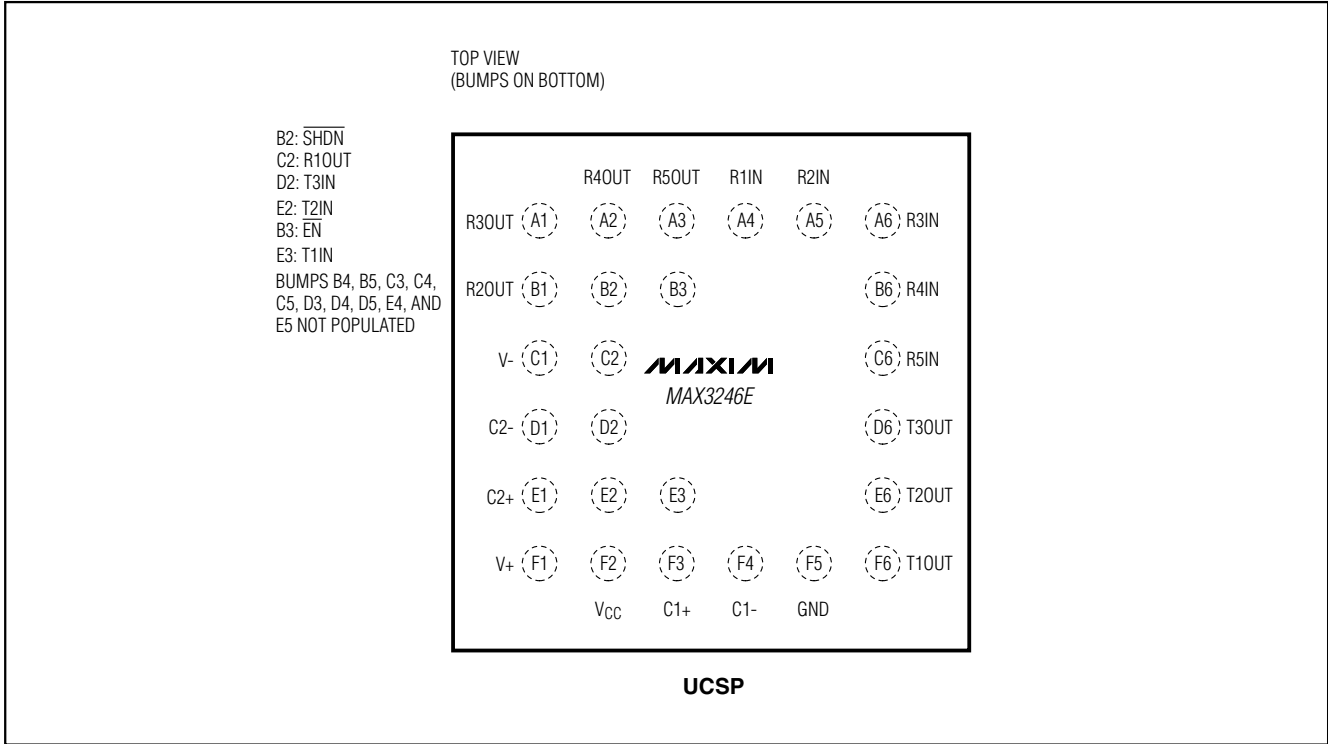 TOP VIEW
(BUMPS ON BOTTOM)
B2: S̅H̅D̅N̅
C2: R1OUT
D2: T3IN
E2: T2IN
B3: E̅N̅
E3: T1IN
BUMPS B4, B5, C3, C4,
C5, D3, D4, D5, E4, AND
E5 NOT POPULATED
R4OUT R5OUT R1IN R2IN
R3OUT A1 A2 A3 A4 A5 A6 R3IN
R2OUT B1 B2 B3 B6 R4IN
V- C1 C2 MAXIM C6 R5IN
MAX3246E
C2- D1 D2 D6 T3OUT
C2+ E1 E2 E3 E6 T2OUT
V+ F1 F2 F3 F4 F5 F6 T1OUT
VCC C1+ C1- GND
UCSP